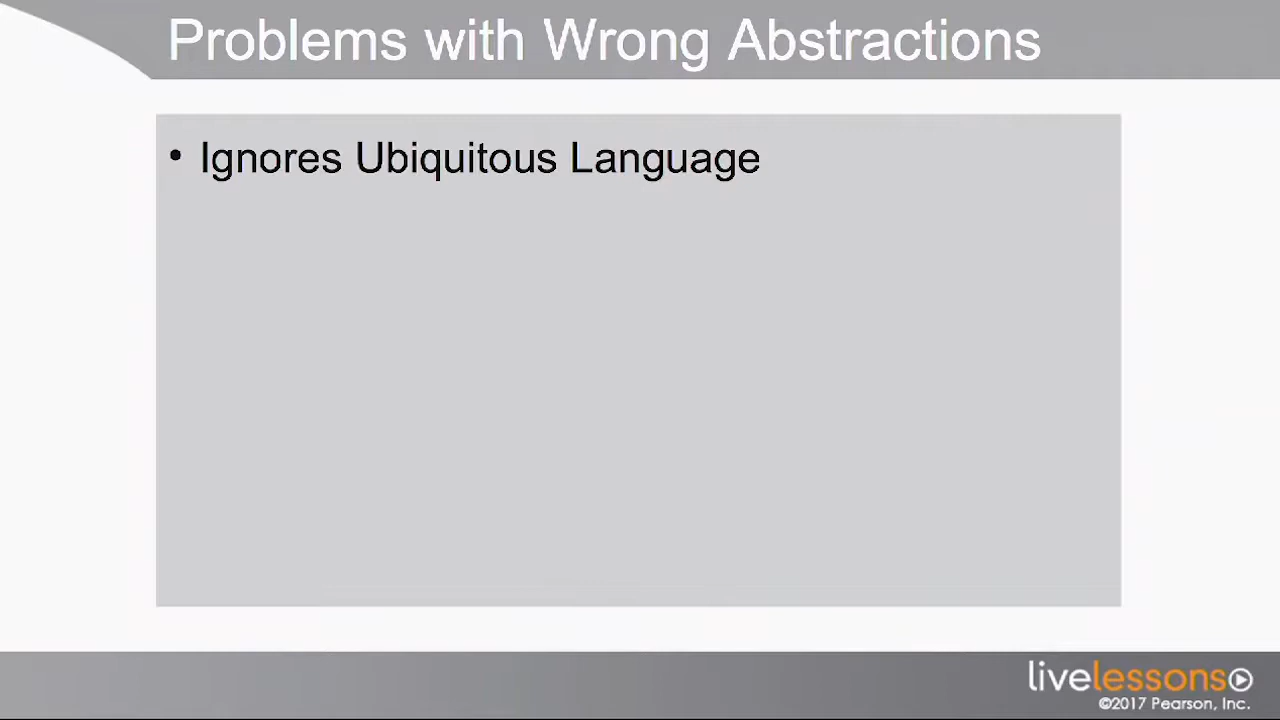 Problems with Wrong Abstractions
• Ignores Ubiquitous Language
livelessons
©2017 Pearson, Inc.